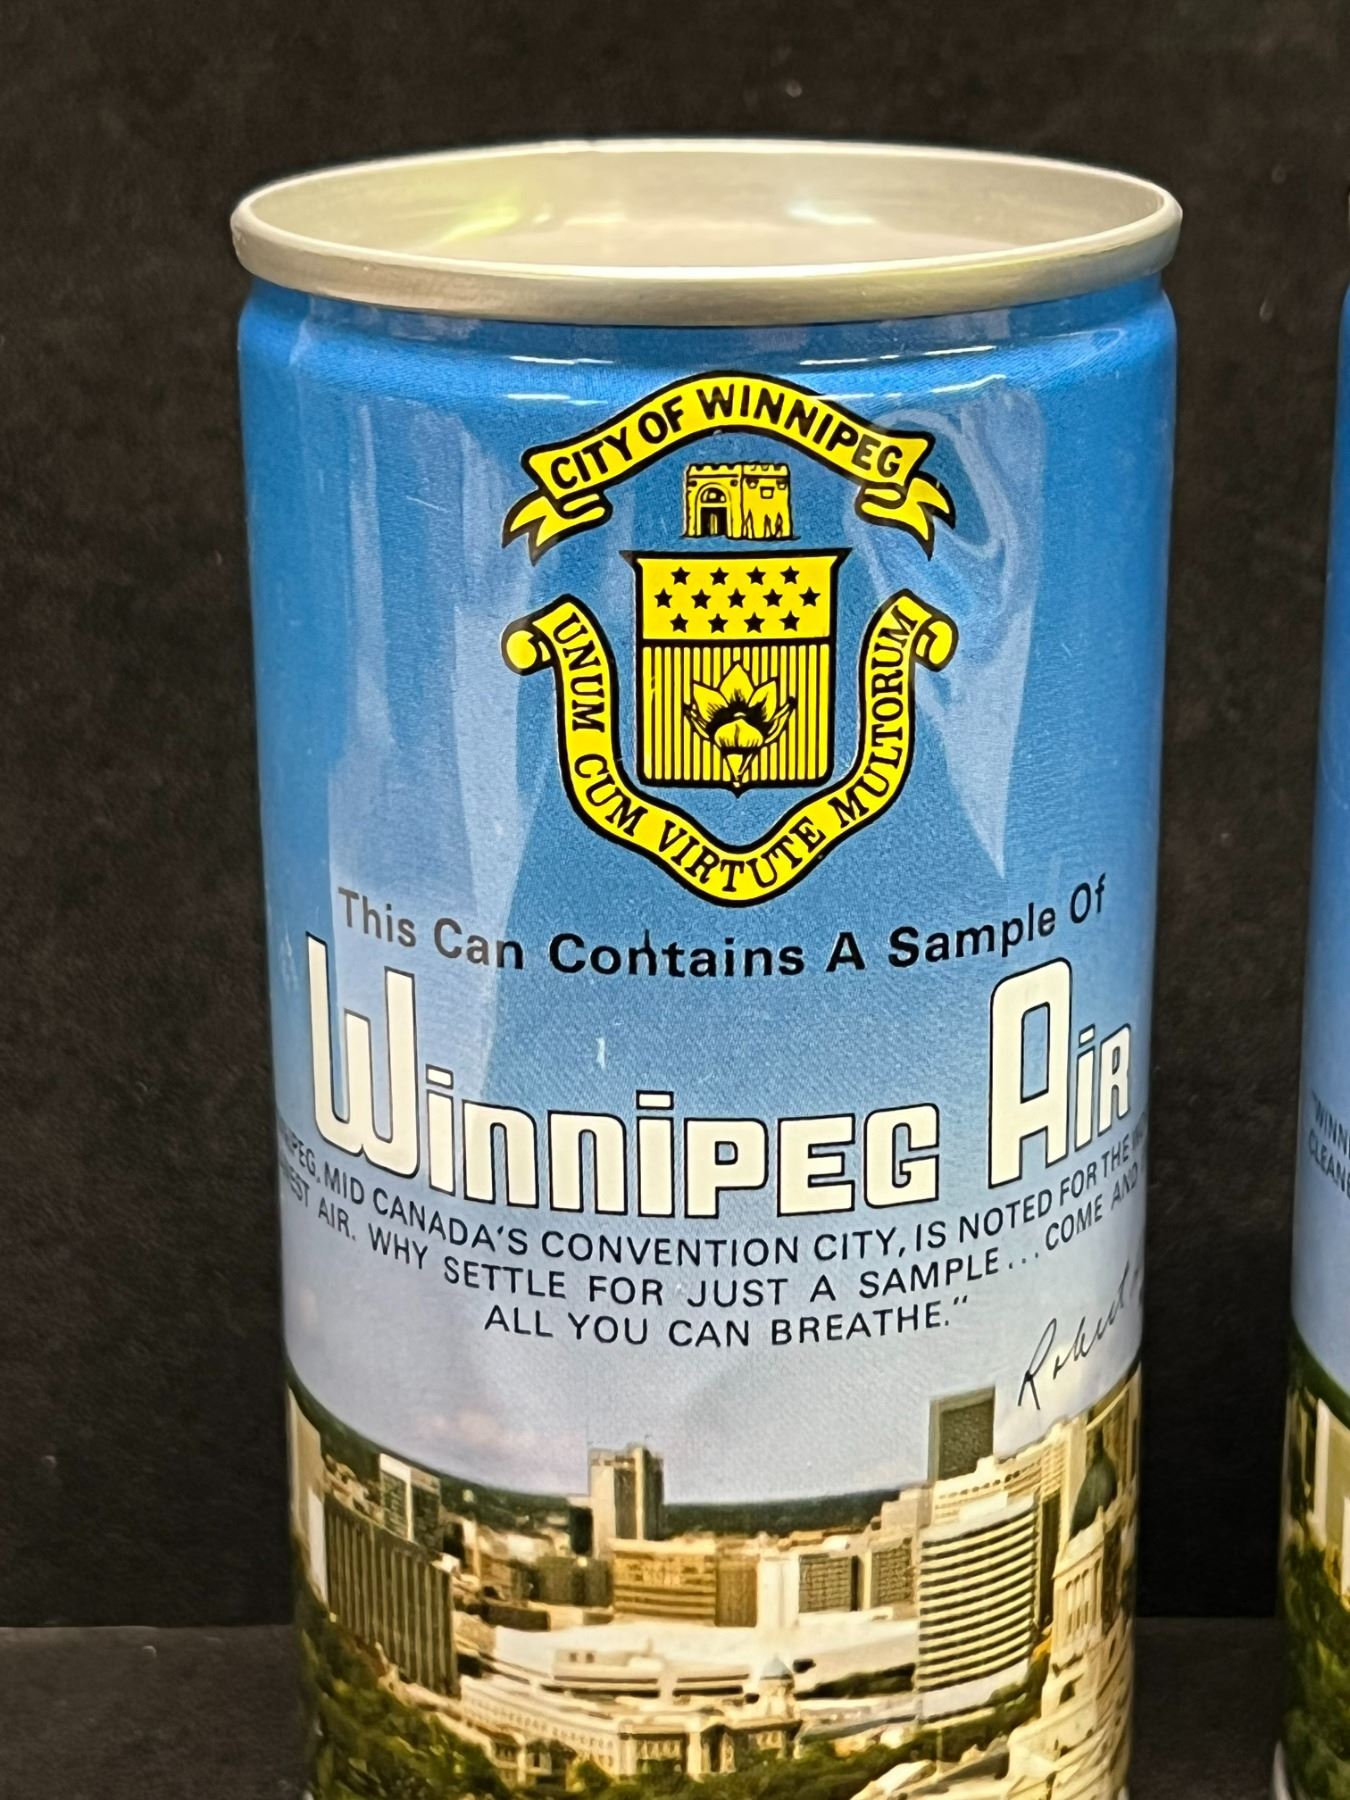 CITY OF WINNIPEG
UNUM CUM VIRTUTE MULTORUM
This Can Contains A Sample Of
Winnipeg Air
MID CANADA'S CONVENTION CITY, IS NOTED FOR THE
AIR. WHY SETTLE FOR JUST A SAMPLE...COME AND
ALL YOU CAN BREATHE."
Robert